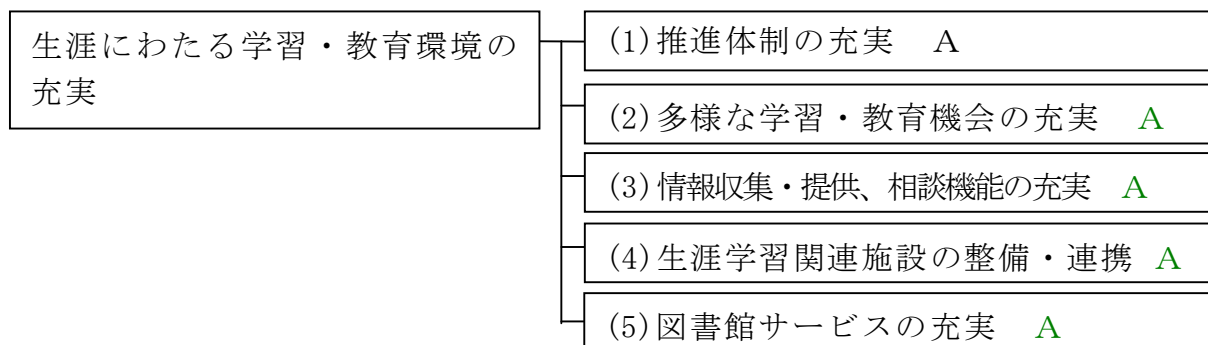 生涯にわたる学習・教育環境の
充実
(1)推進体制の充実　A
(2)多様な学習・教育機会の充実　A
(3)情報収集・提供、相談機能の充実　A
(4)生涯学習関連施設の整備・連携 A
(5)図書館サービスの充実　A